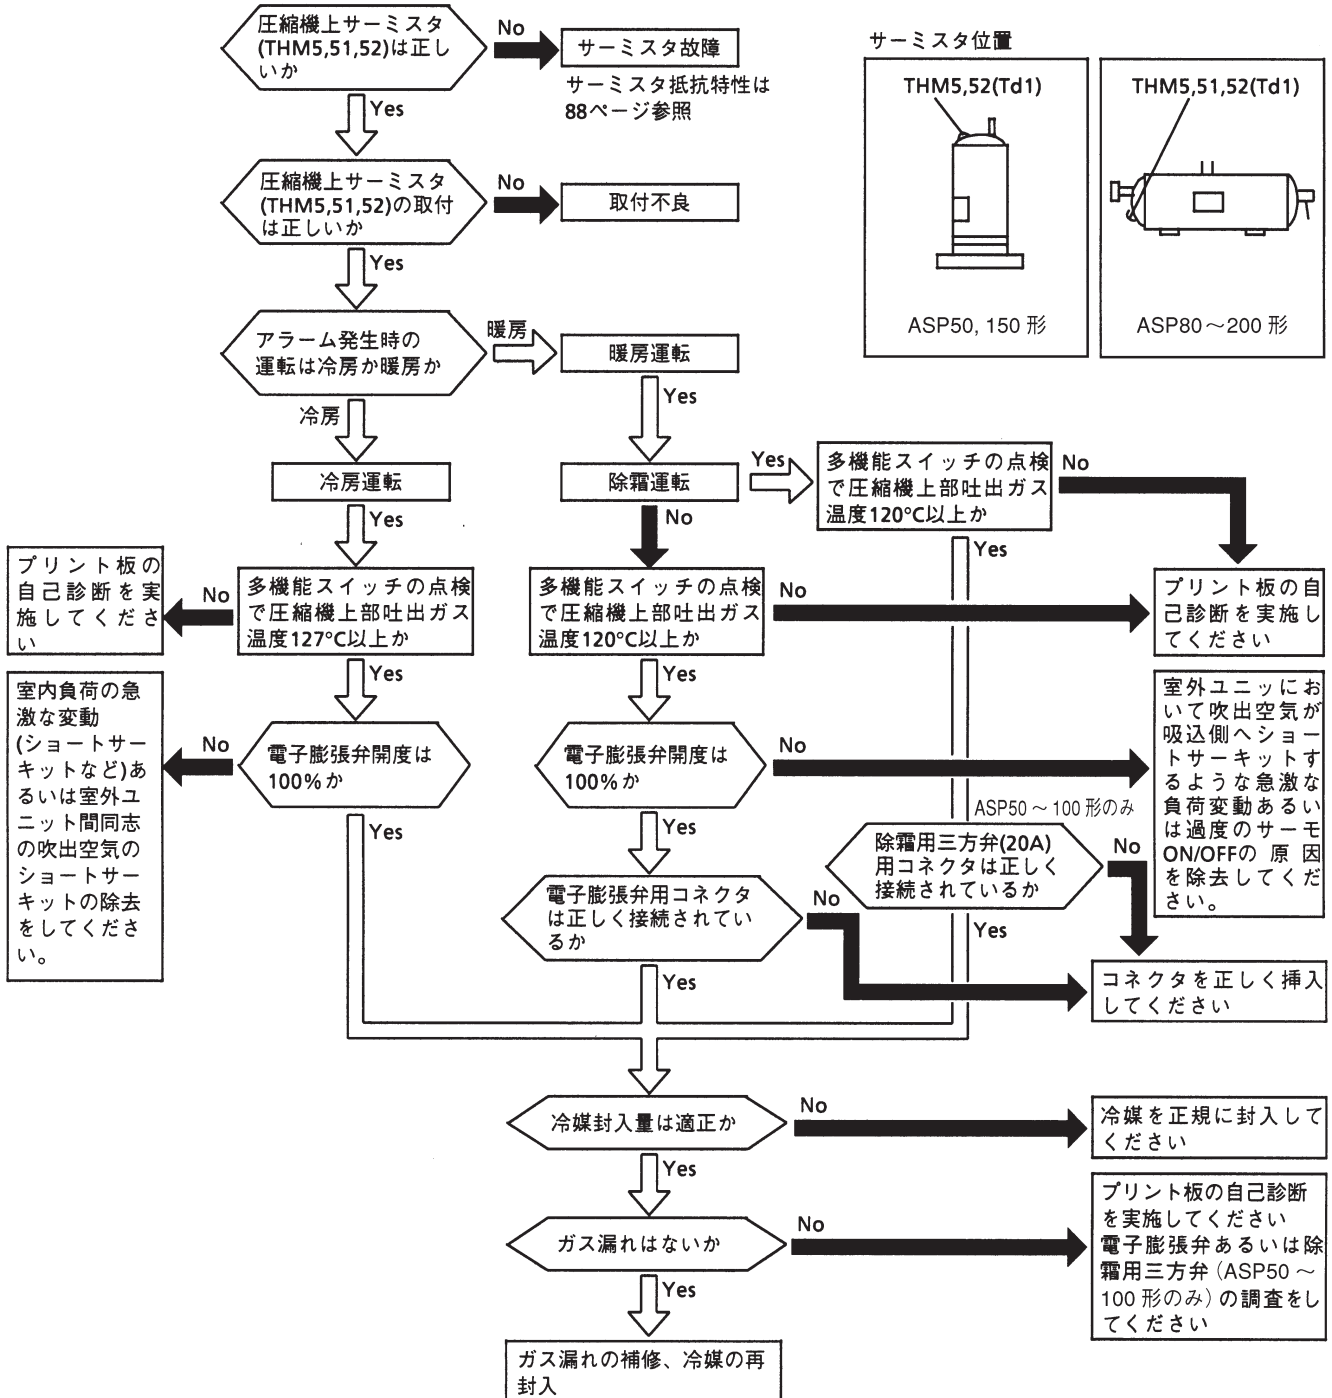 圧縮機上サーミスタ
(THM5,51,52)は正し
いか
No
サーミスタ故障
サーミスタ抵抗特性は
88ページ参照
Yes
サーミスタ位置
THM5,52(Td1)
ASP50, 150 形
THM5,51,52(Td1)
ASP80～200 形
圧縮機上サーミスタ
(THM5,51,52)の取付
は正しいか
No
取付不良
Yes
アラーム発生時の
運転は冷房か暖房か
暖房
暖房運転
冷房
Yes
冷房運転
除霜運転
Yes
多機能スイッチの点検
で圧縮機上部吐出ガス
温度120°C以上か
No
Yes
No
Yes
プリント板の
自己診断を実
施してくださ
い
No
多機能スイッチの点検
で圧縮機上部吐出ガス
温度127°C以上か
多機能スイッチの点検
で圧縮機上部吐出ガス
温度120°C以上か
No
プリント板の自
己診断を実施し
てください
Yes
Yes
室内負荷の急
激な変動
(ショートサー
キットなど)あ
るいは室外ユ
ニット間同志
の吹出空気の
ショートサー
キットの除去
をしてくださ
い。
No
電子膨張弁開度は
100%か
電子膨張弁開度は
100%か
No
室外ユニッにお
いて吹出空気が
吸込側へショー
トサーキットす
るような急激な
負荷変動あるい
は過度のサーモ
ON/OFFの原因
を除去してくだ
さい。
Yes
Yes
ASP50～100 形のみ
除霜用三方弁(20A)
用コネクタは正しく
接続されているか
No
電子膨張弁用コネクタ
は正しく接続されてい
るか
No
Yes
Yes
コネクタを正しく挿入
してください
冷媒封入量は適正か
No
冷媒を正規に封入して
ください
Yes
ガス漏れはないか
No
プリント板の自己診断
を実施してください
電子膨張弁あるいは除
霜用三方弁（ASP50～
100 形のみ）の調査をし
てください
Yes
ガス漏れの補修、冷媒の再
封入